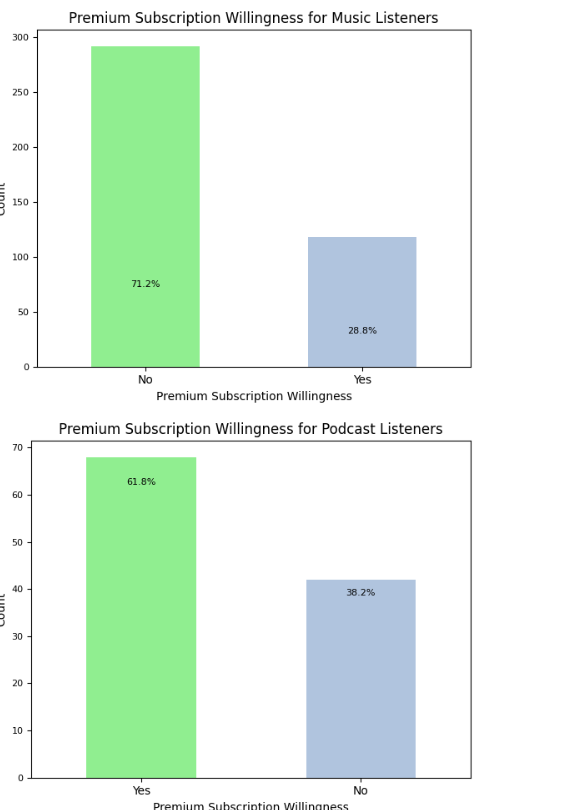 Premium Subscription Willingness for Music Listeners
300
250
200
150
100
50
0
Count
71.2%
28.8%
No Yes
Premium Subscription Willingness
Premium Subscription Willingness for Podcast Listeners
70
60
50
40
30
20
10
0
Count
61.8%
38.2%
Yes No
Premium Subscription Willingness